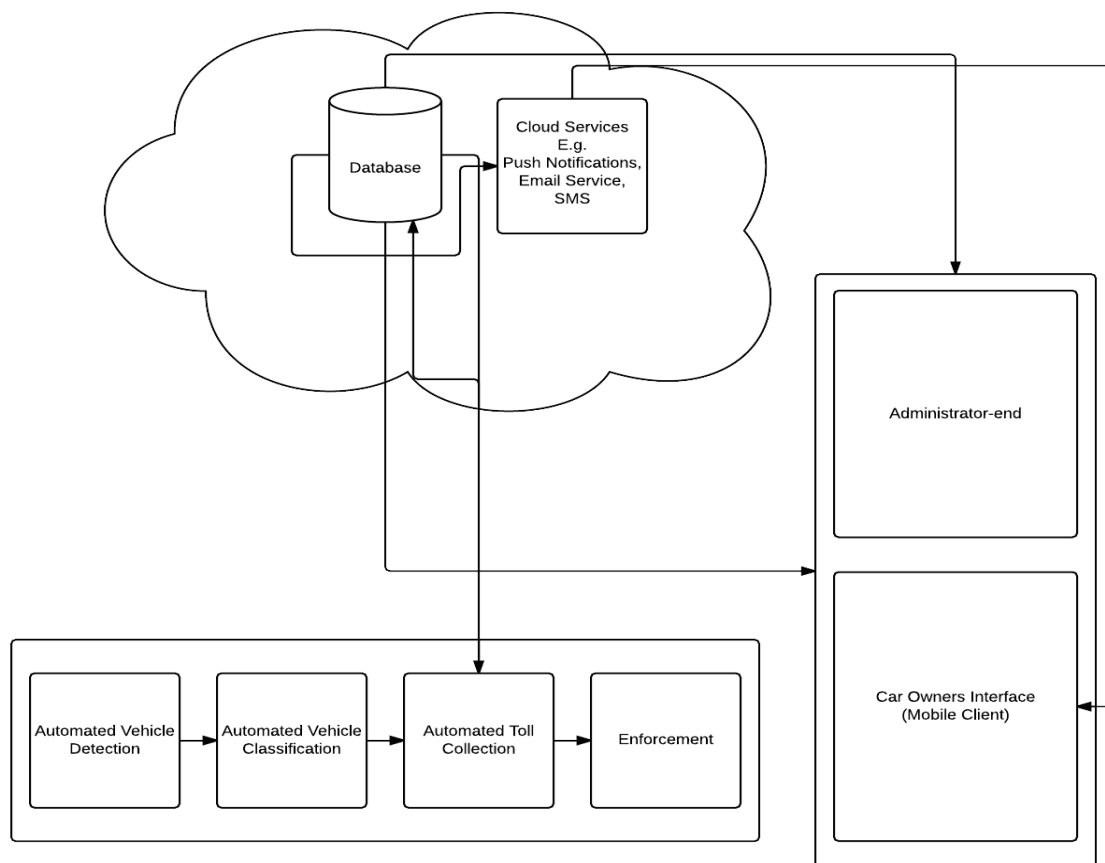 Database
Cloud Services
E.g.
Push Notifications,
Email Service,
SMS
Administrator-end
Car Owners Interface
(Mobile Client)
Automated Vehicle
Detection
Automated Vehicle
Classification
Automated Toll
Collection
Enforcement